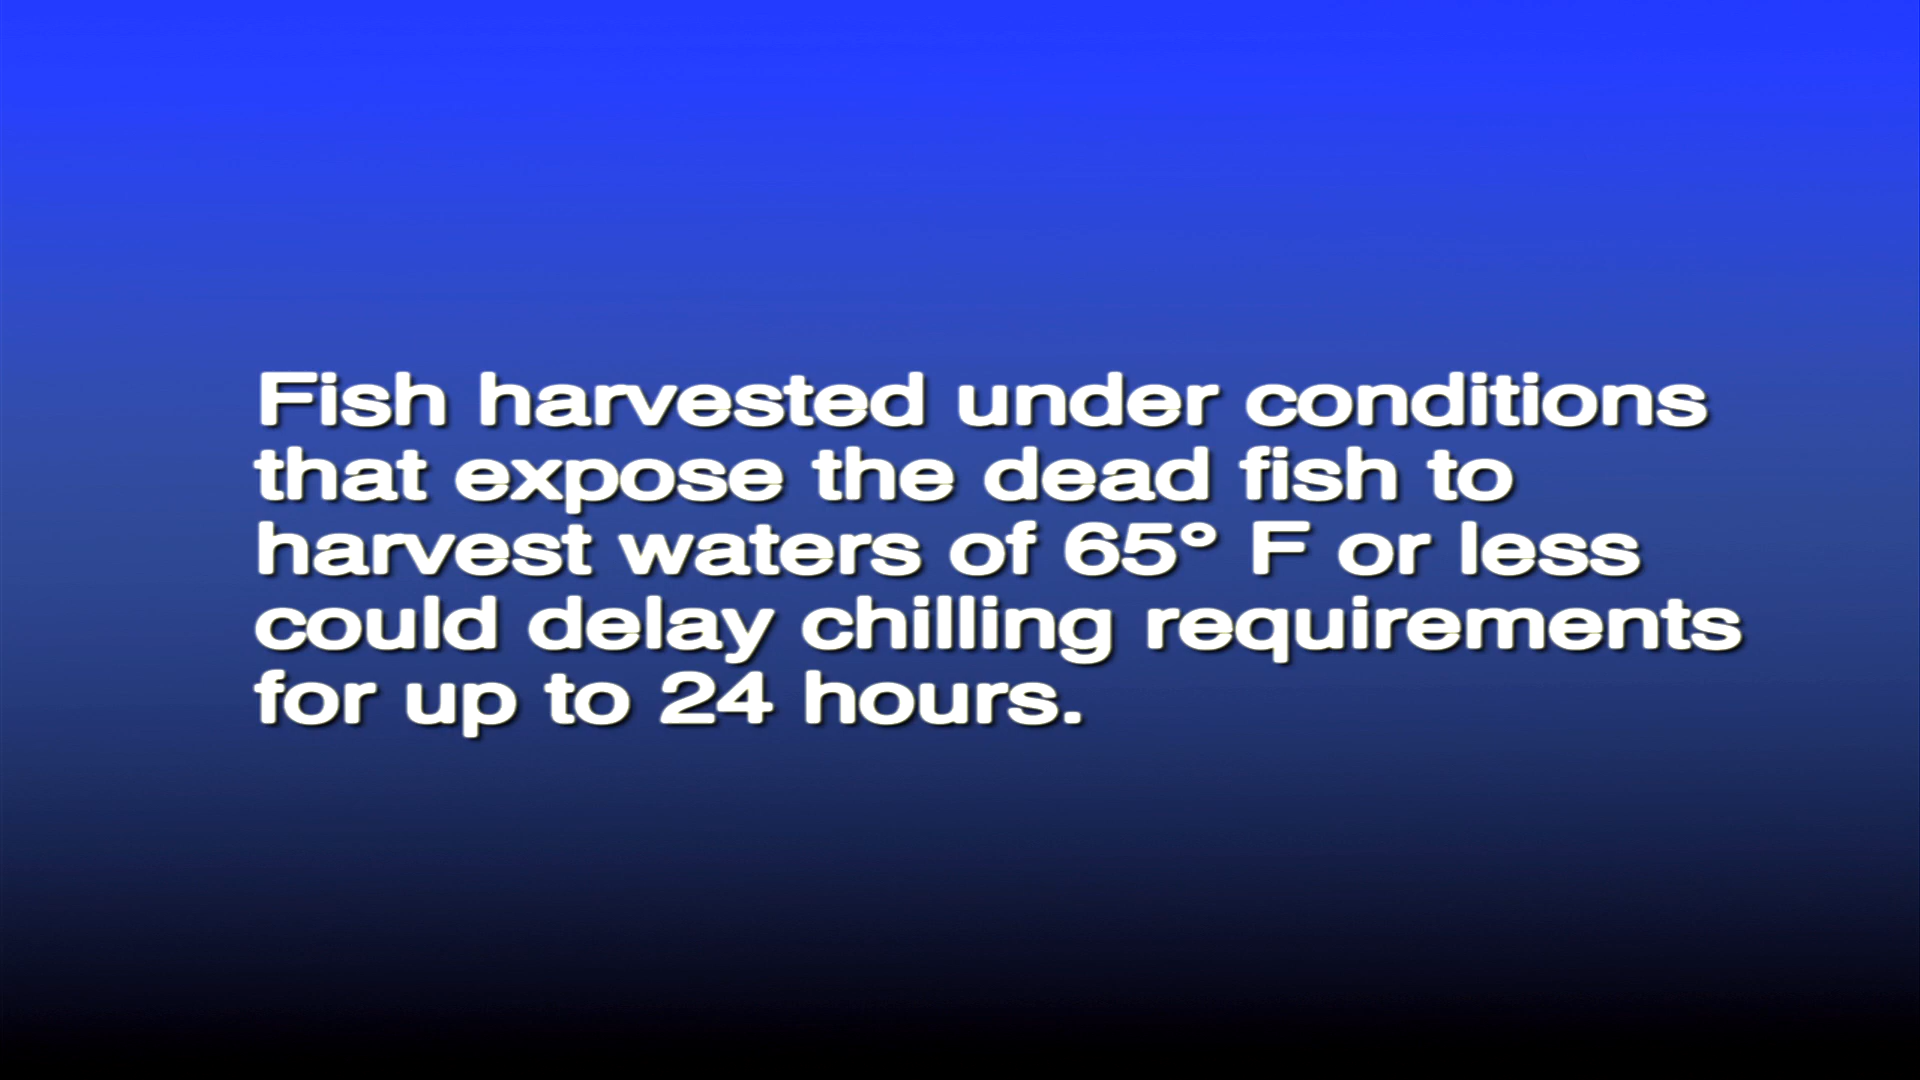 Fish harvested under conditions
that expose the dead fish to
harvest waters of 65° F or less
could delay chilling requirements
for up to 24 hours.